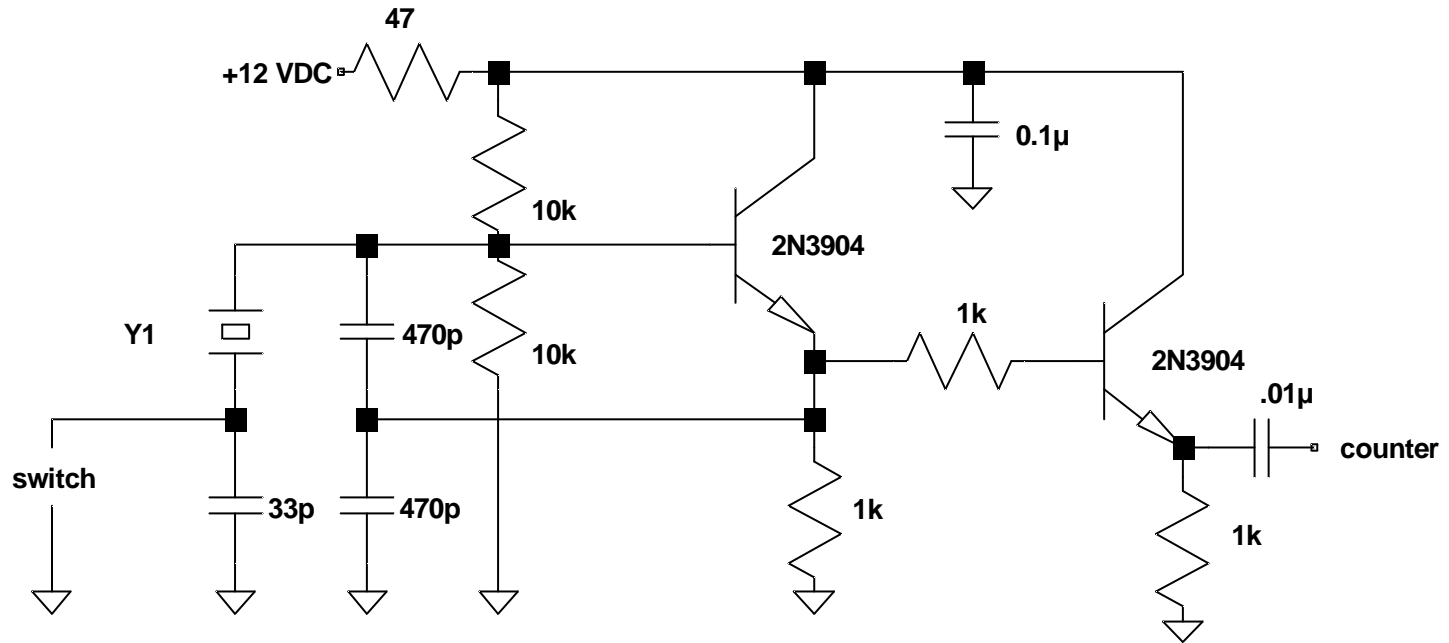 47
+12 VDC
0.1µ
10k
2N3904
Y1
470p
10k
1k
2N3904
.01µ
counter
switch
33p
470p
1k
1k